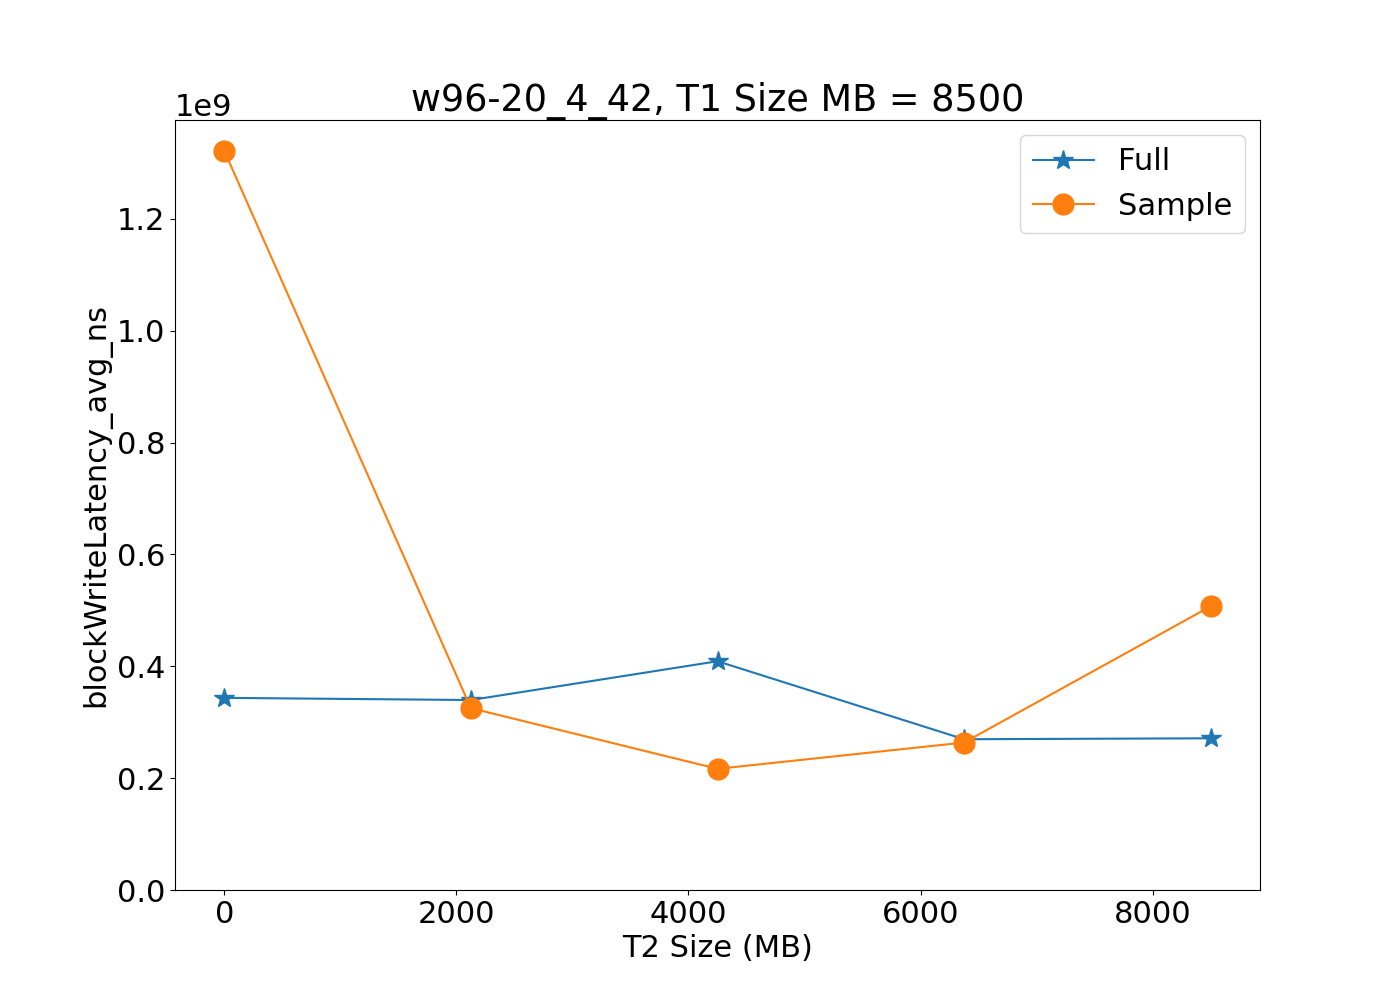 w96-20_4_42, T1 Size MB = 8500
1e9
Full
Sample
1.2
1.0
0.8
0.6
0.4
0.2
0.0
blockWriteLatency_avg_ns
0 2000 4000 6000 8000
T2 Size (MB)